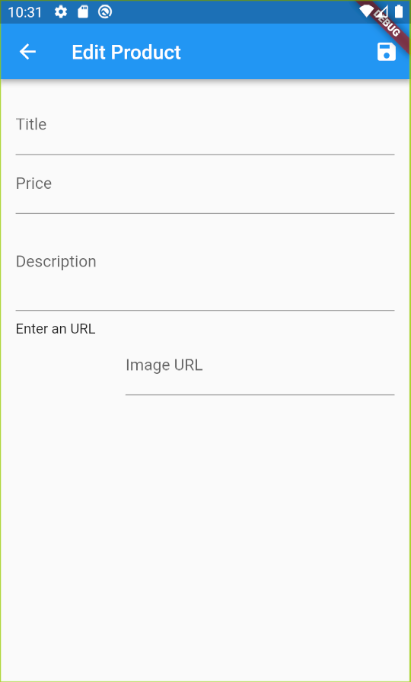 10:31
DEBUG
Edit Product
Title
Price
Description
Enter an URL
Image URL